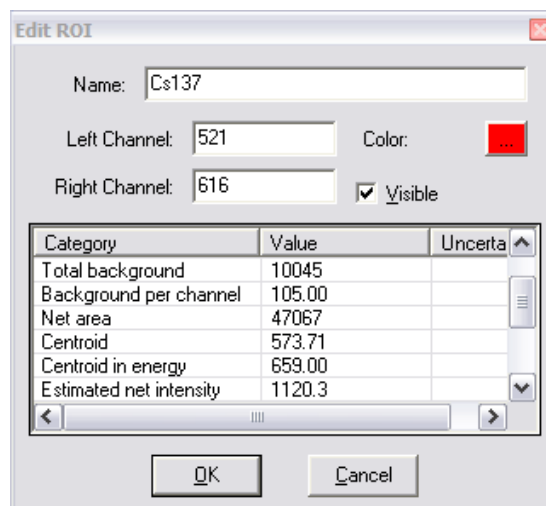 Edit ROI
Name: Cs137
Left Channel: 521 Color: ...
Right Channel: 616 Visible
Category Value Uncerta
Total background 10045
Background per channel 105.00
Net area 47067
Centroid 573.71
Centroid in energy 659.00
Estimated net intensity 1120.3
OK Cancel